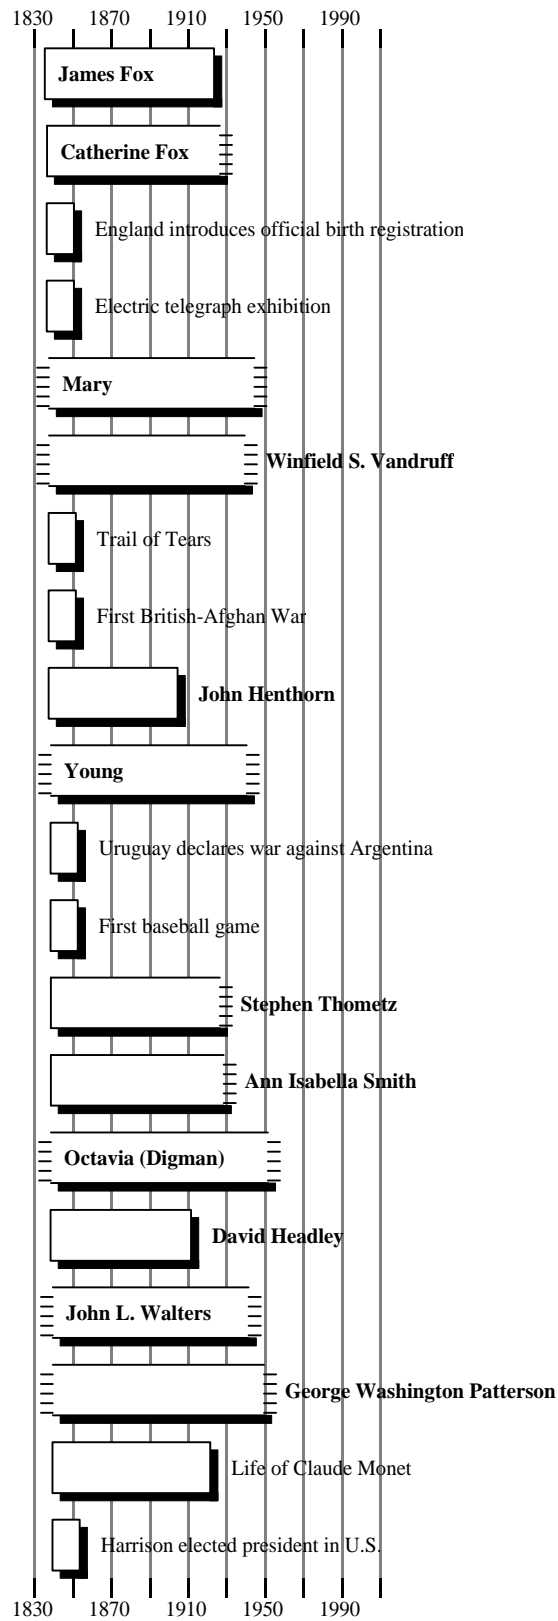 1830 1870 1910 1950 1990
James Fox
Catherine Fox
England introduces official birth registration
Electric telegraph exhibition
Mary
Winfield S. Vandruff
Trail of Tears
First British-Afghan War
John Henthorn
Young
Uruguay declares war against Argentina
First baseball game
Stephen Thometz
Ann Isabella Smith
Octavia (Digman)
David Headley
John L. Walters
George Washington Patterson
Life of Claude Monet
Harrison elected president in U.S.
1830 1870 1910 1950 1990